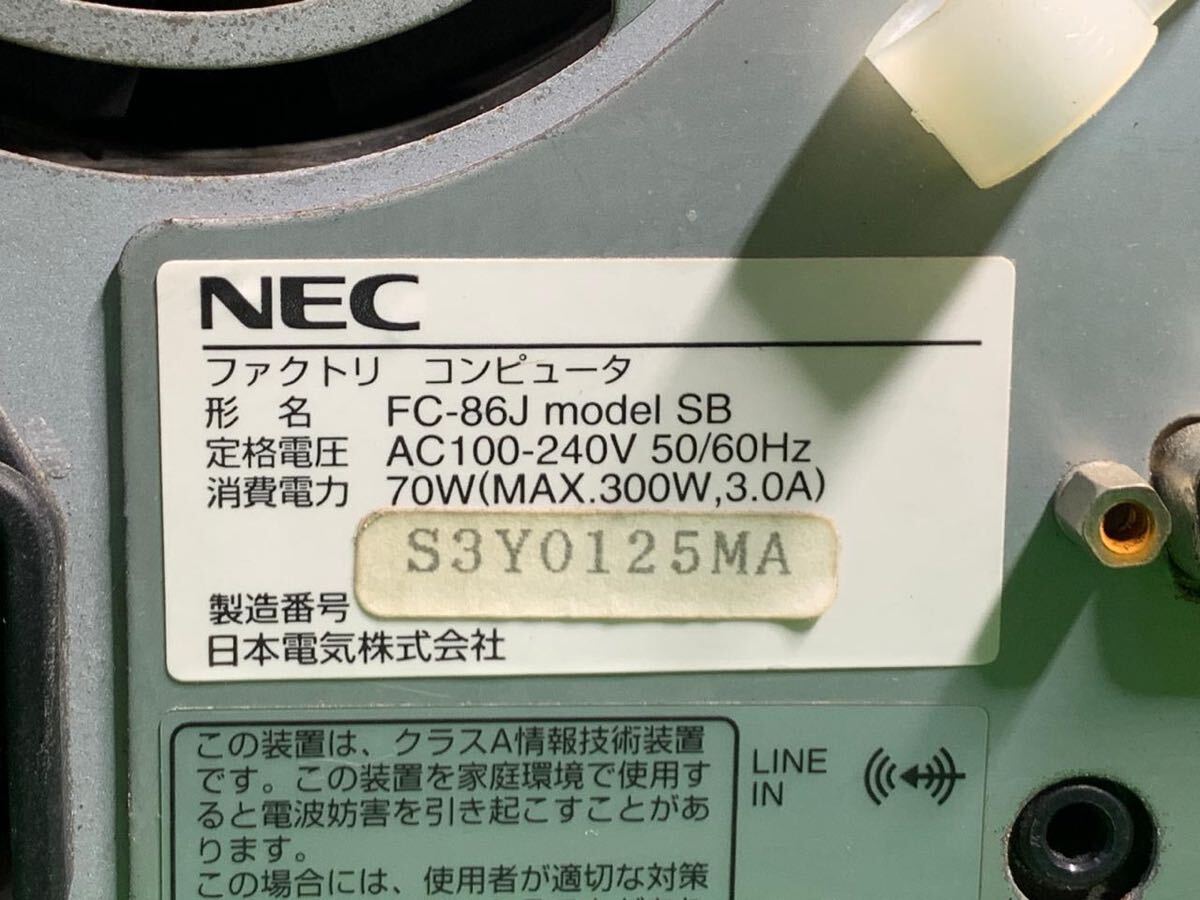 NEC
ファクトリ コンピュータ
形 名 FC-86J model SB
定格電圧 AC100-240V 50/60Hz
消費電力 70W(MAX.300W,3.0A)
S3Y0125MA
製造番号
日本電気株式会社
この装置は、クラスA情報技術装置
です。この装置を家庭環境で使用す
ると電波妨害を引き起こすことがあ
ります。
この場合には、使用者が適切な対策
LINE
IN